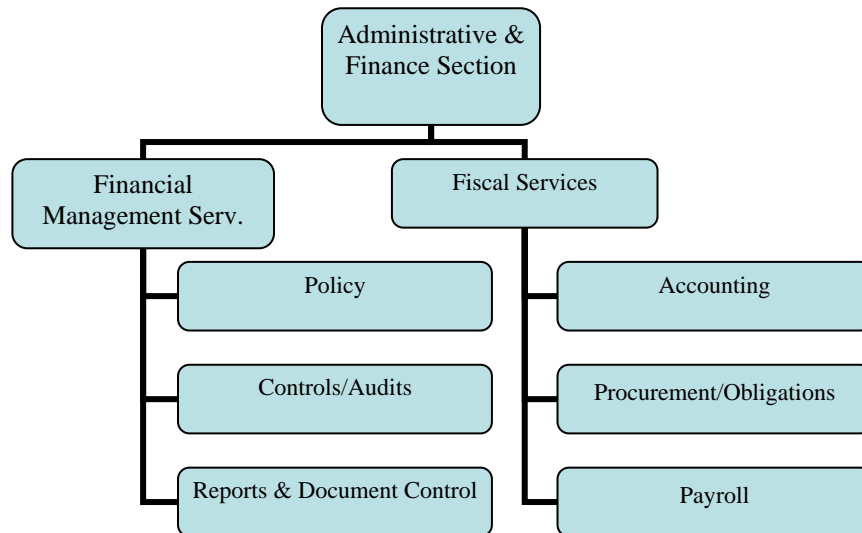 Administrative &
Finance Section
Financial
Management Serv.
Fiscal Services
Policy
Accounting
Controls/Audits
Procurement/Obligations
Reports & Document Control
Payroll